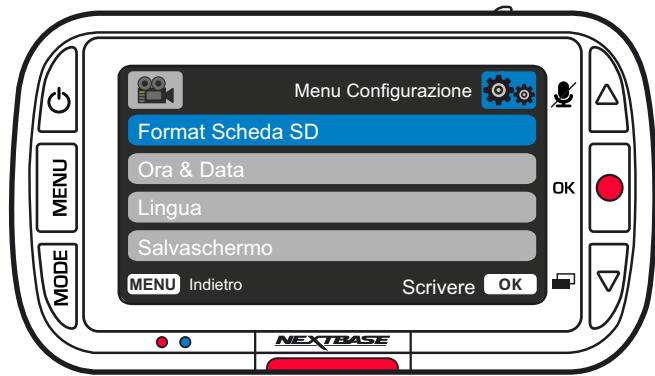 Menu Configurazione
Format Scheda SD
Ora & Data
Lingua
Salvaschermo
MENU Indietro
Scrivere OK
MENU
MODE
OK
NEXTBASE